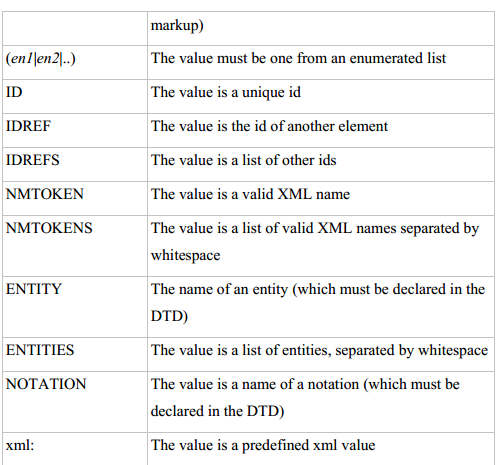 markup)
(en1|en2|..) The value must be one from an enumerated list
ID The value is a unique id
IDREF The value is the id of another element
IDREFS The value is a list of other ids
NMTOKEN The value is a valid XML name
NMTOKENS The value is a list of valid XML names separated by
whitespace
ENTITY The name of an entity (which must be declared in the
DTD)
ENTITIES The value is a list of entities, separated by whitespace
NOTATION The value is a name of a notation (which must be
declared in the DTD)
xml: The value is a predefined xml value